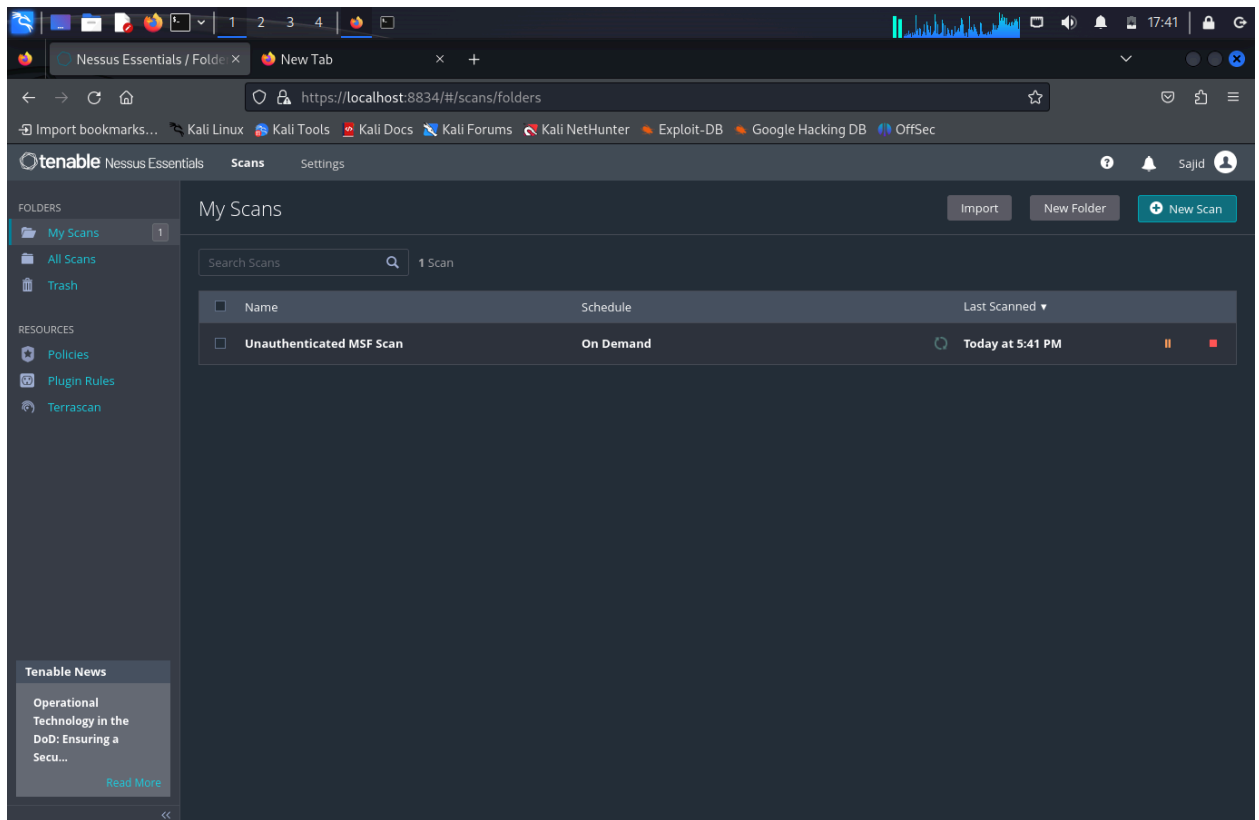 1 2 3 4 17:41
Nessus Essentials / Folde New Tab
https://localhost:8834/#/scans/folders
Import bookmarks... Kali Linux Kali Tools Kali Docs Kali Forums Kali NetHunter Exploit-DB Google Hacking DB OffSec
tenable Nessus Essentials Scans Settings Sajid
FOLDERS
My Scans 1
All Scans
Trash
RESOURCES
Policies
Plugin Rules
Terrascan
My Scans Import New Folder New Scan
Search Scans 1 Scan
Name Schedule Last Scanned ▾
Unauthenticated MSF Scan On Demand Today at 5:41 PM
Tenable News
Operational
Technology in the
DoD: Ensuring a
Secu...
Read More